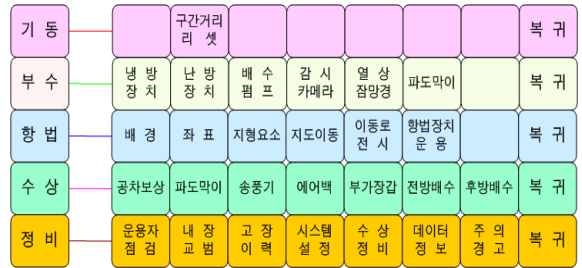 기 동
구간거리
리 셋
복 귀
부 수
냉 방
장 치
난 방
장 치
배 수
펌 프
감 시
카메라
열 상
잠망경
파도막이
복 귀
항 법
배 경
좌 표
지형요소
지도이동
이동로
전 시
항법장치
운 용
복 귀
수 상
공차보상
파도막이
송풍기
에어백
부가장갑
전방배수
후방배수
복 귀
정 비
운용자
점 검
내 장
교 범
고 장
이 력
시스템
설 정
수 상
정 비
데이터
정 보
주 의
경 고
복 귀